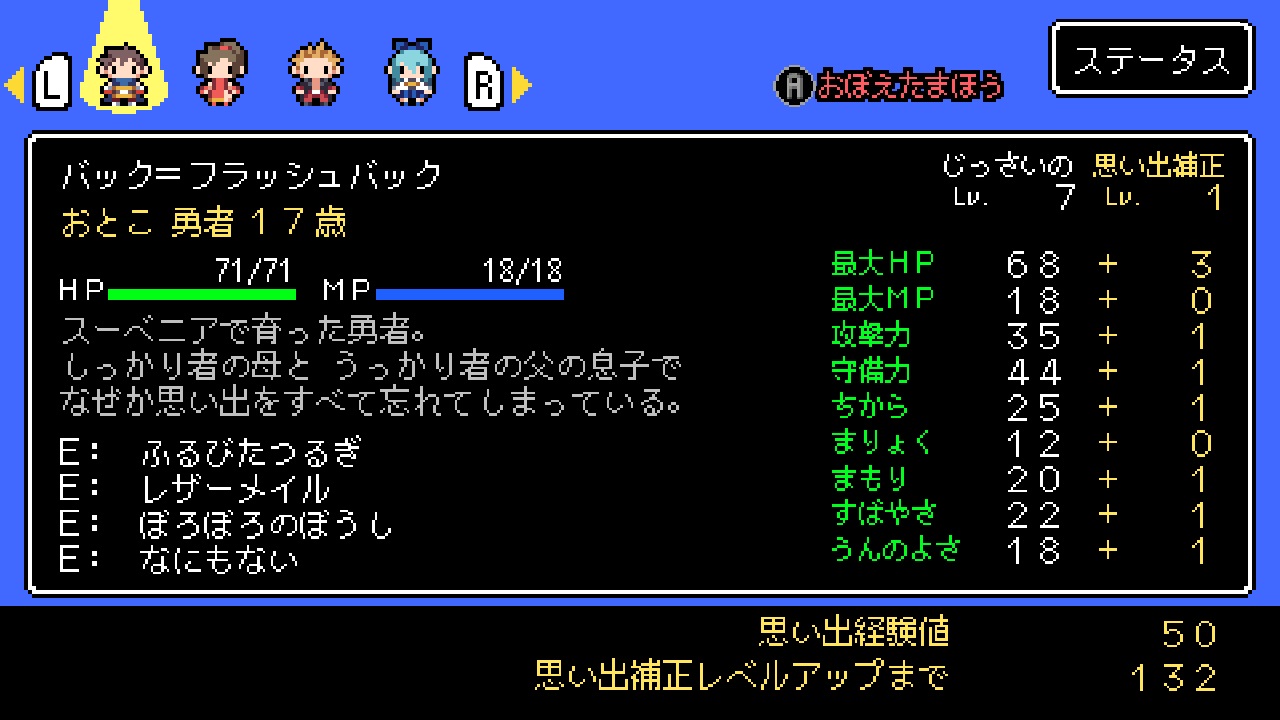 L R Ⓐおぼえたまほう ステータス
バック=フラッシュバック
おとこ 勇者 17歳
じっさいの 思い出補正
Lv. 7 Lv. 1
HP 71/71 MP 18/18
スーベニアで育った勇者。
しっかり者の母と うっかり者の父の息子で
なぜか思い出をすべて忘れてしまっている。
E: ふるびたつるぎ
E: レザーメイル
E: ぼろぼろのぼうし
E: なにもない
最大HP 68 + 3
最大MP 18 + 0
攻撃力 35 + 1
守備力 44 + 1
ちから 25 + 1
まりょく 12 + 0
まもり 20 + 1
すばやさ 22 + 1
うんのよさ 18 + 1
思い出経験値 50
思い出補正レベルアップまで 132